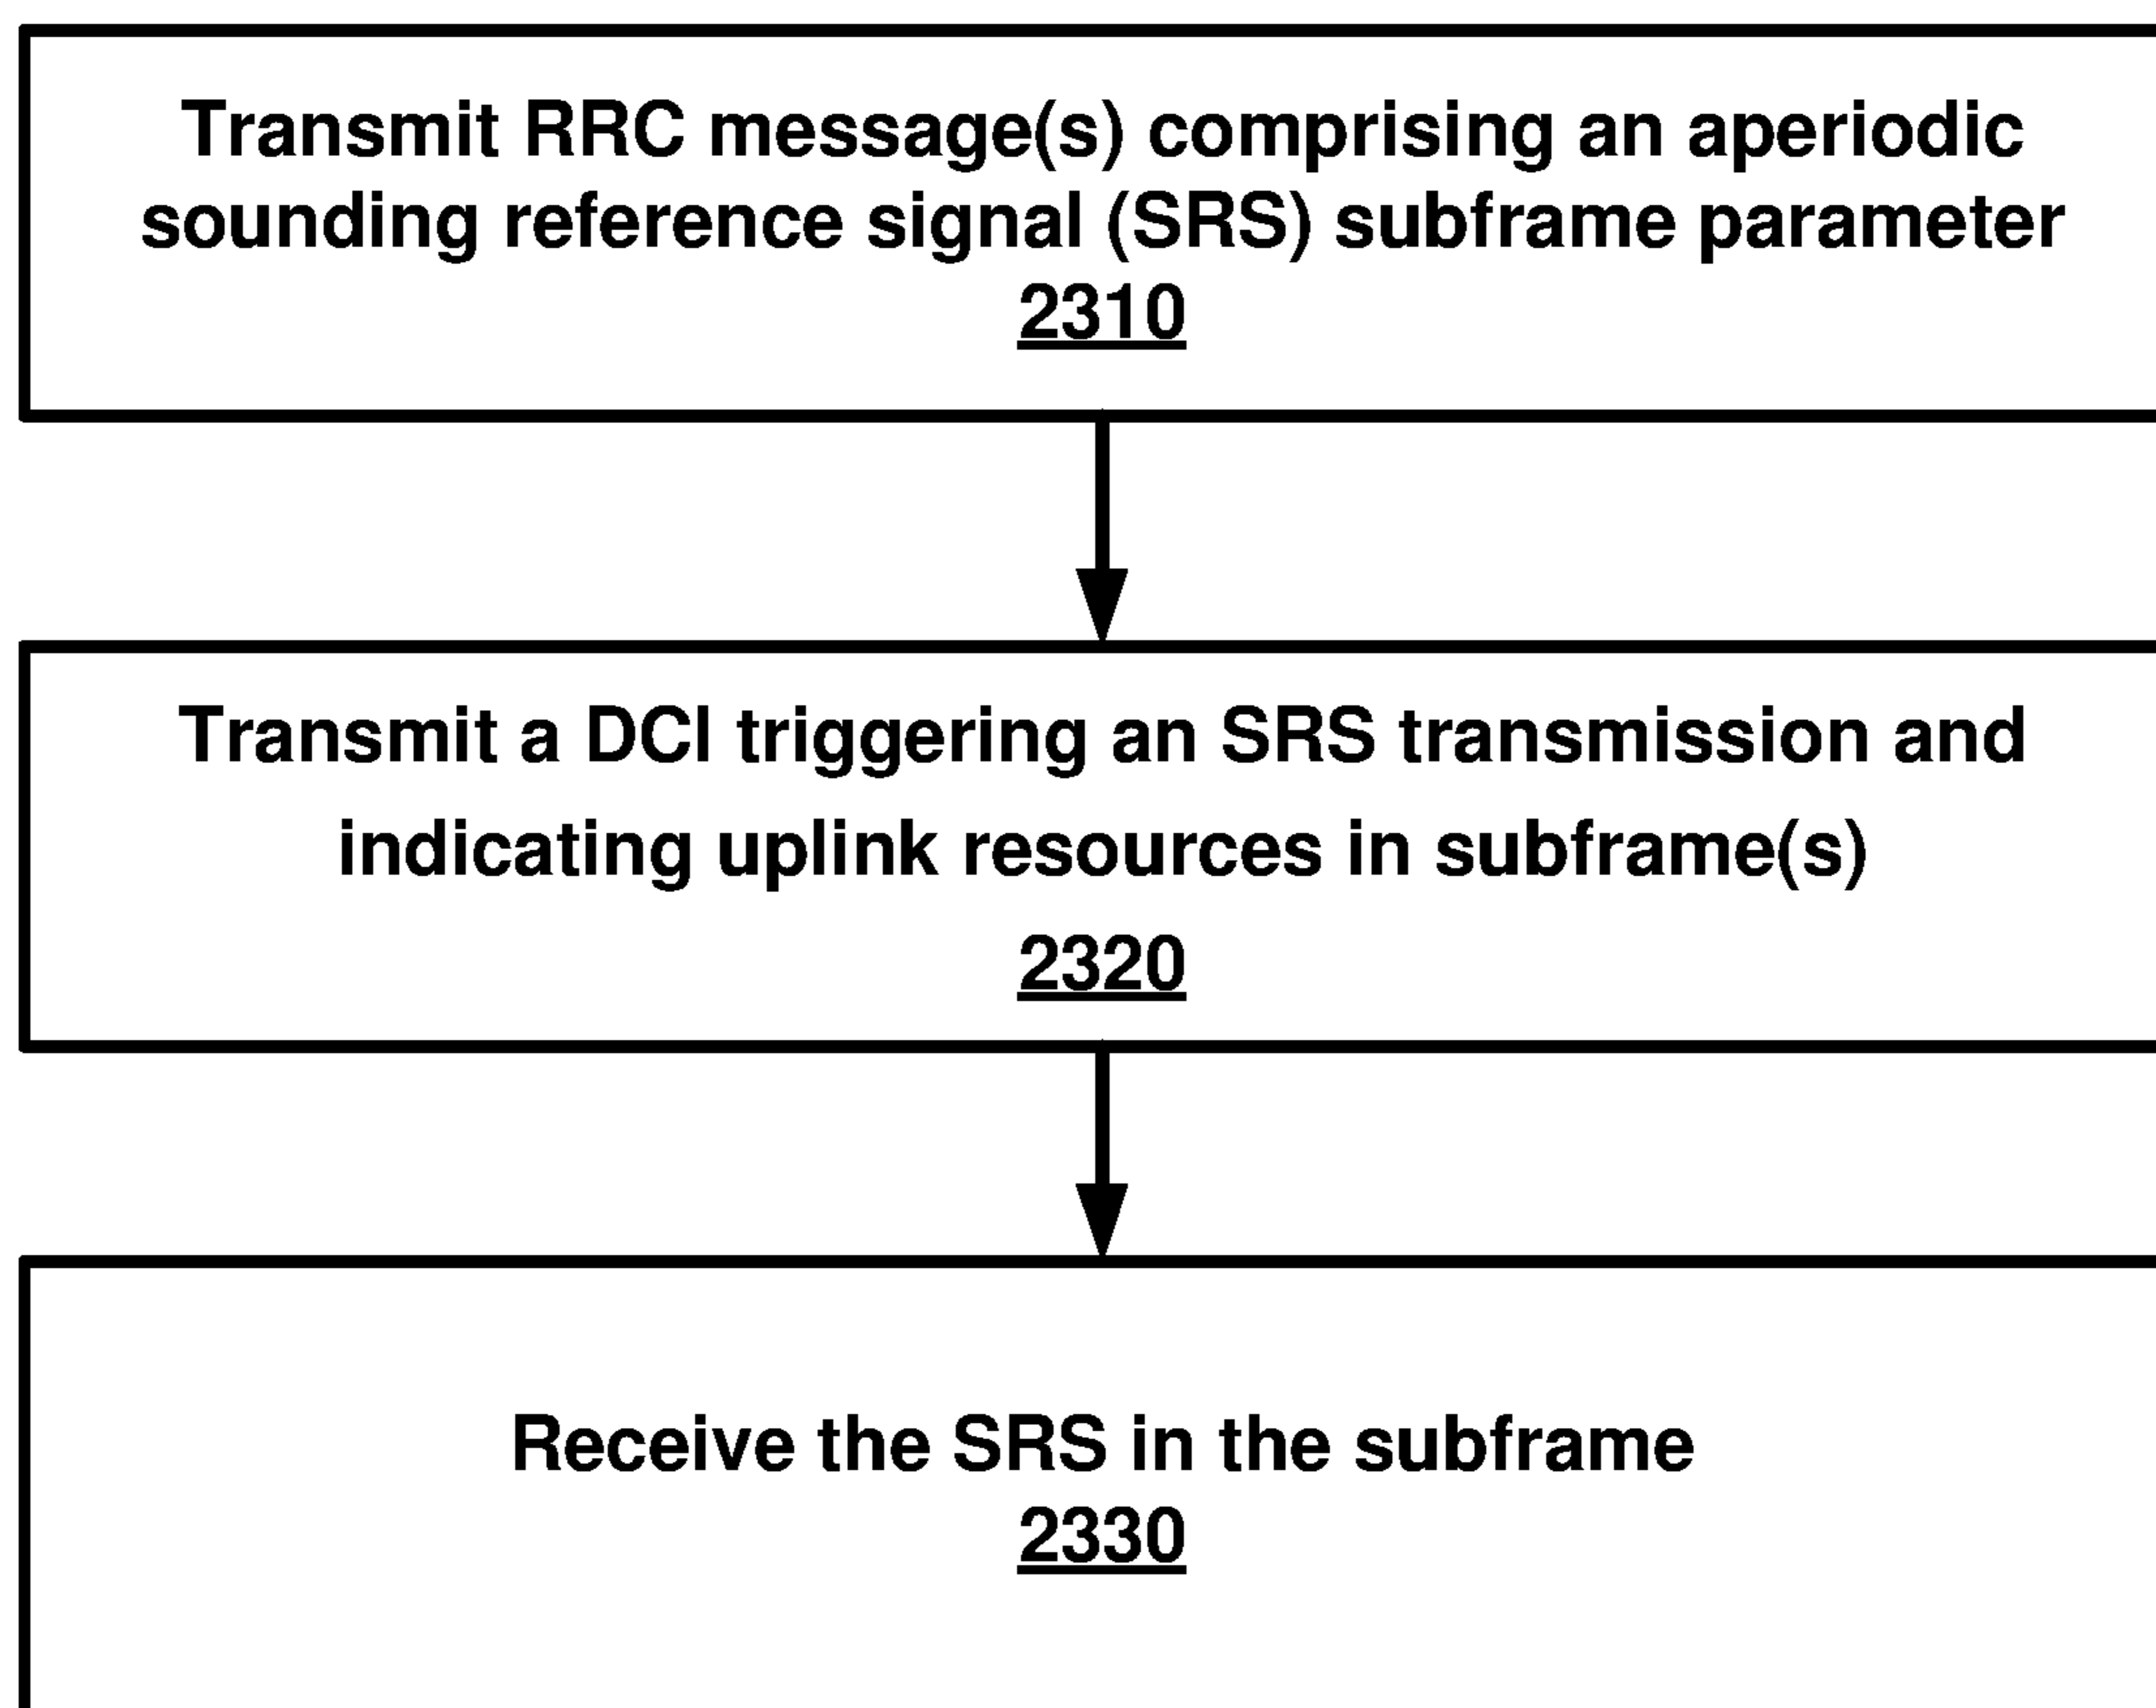 Transmit RRC message(s) comprising an aperiodic
sounding reference signal (SRS) subframe parameter
2310
Transmit a DCI triggering an SRS transmission and
indicating uplink resources in subframe(s)
2320
Receive the SRS in the subframe
2330